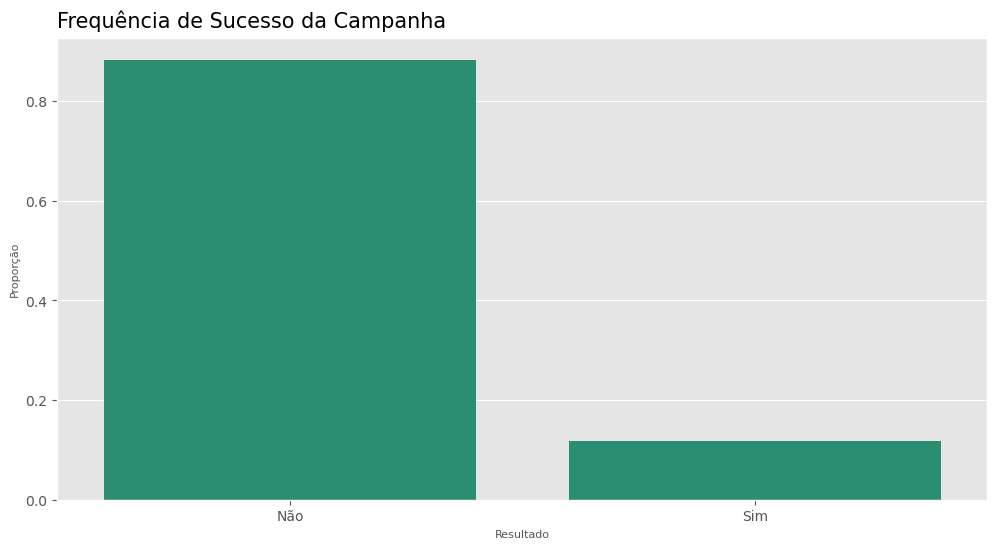 Frequência de Sucesso da Campanha
Proporção
0.8
0.6
0.4
0.2
0.0
Não
Sim
Resultado